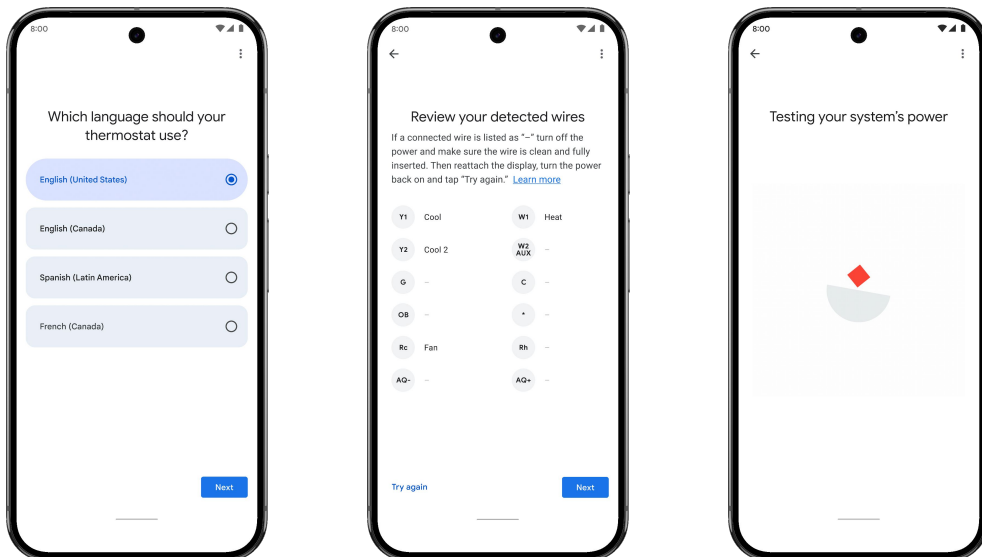 8:00
Which language should your
thermostat use?
English (United States)
English (Canada)
Spanish (Latin America)
French (Canada)
Next
8:00
Review your detected wires
If a connected wire is listed as “–” turn off the
power and make sure the wire is clean and fully
inserted. Then reattach the display, turn the power
back on and tap “Try again.” Learn more
Y1 Cool W1 Heat
Y2 Cool 2 W2 AUX –
G – C –
OB – * –
Rc Fan Rh –
AQ- – AQ+ –
Try again Next
8:00
Testing your system’s power